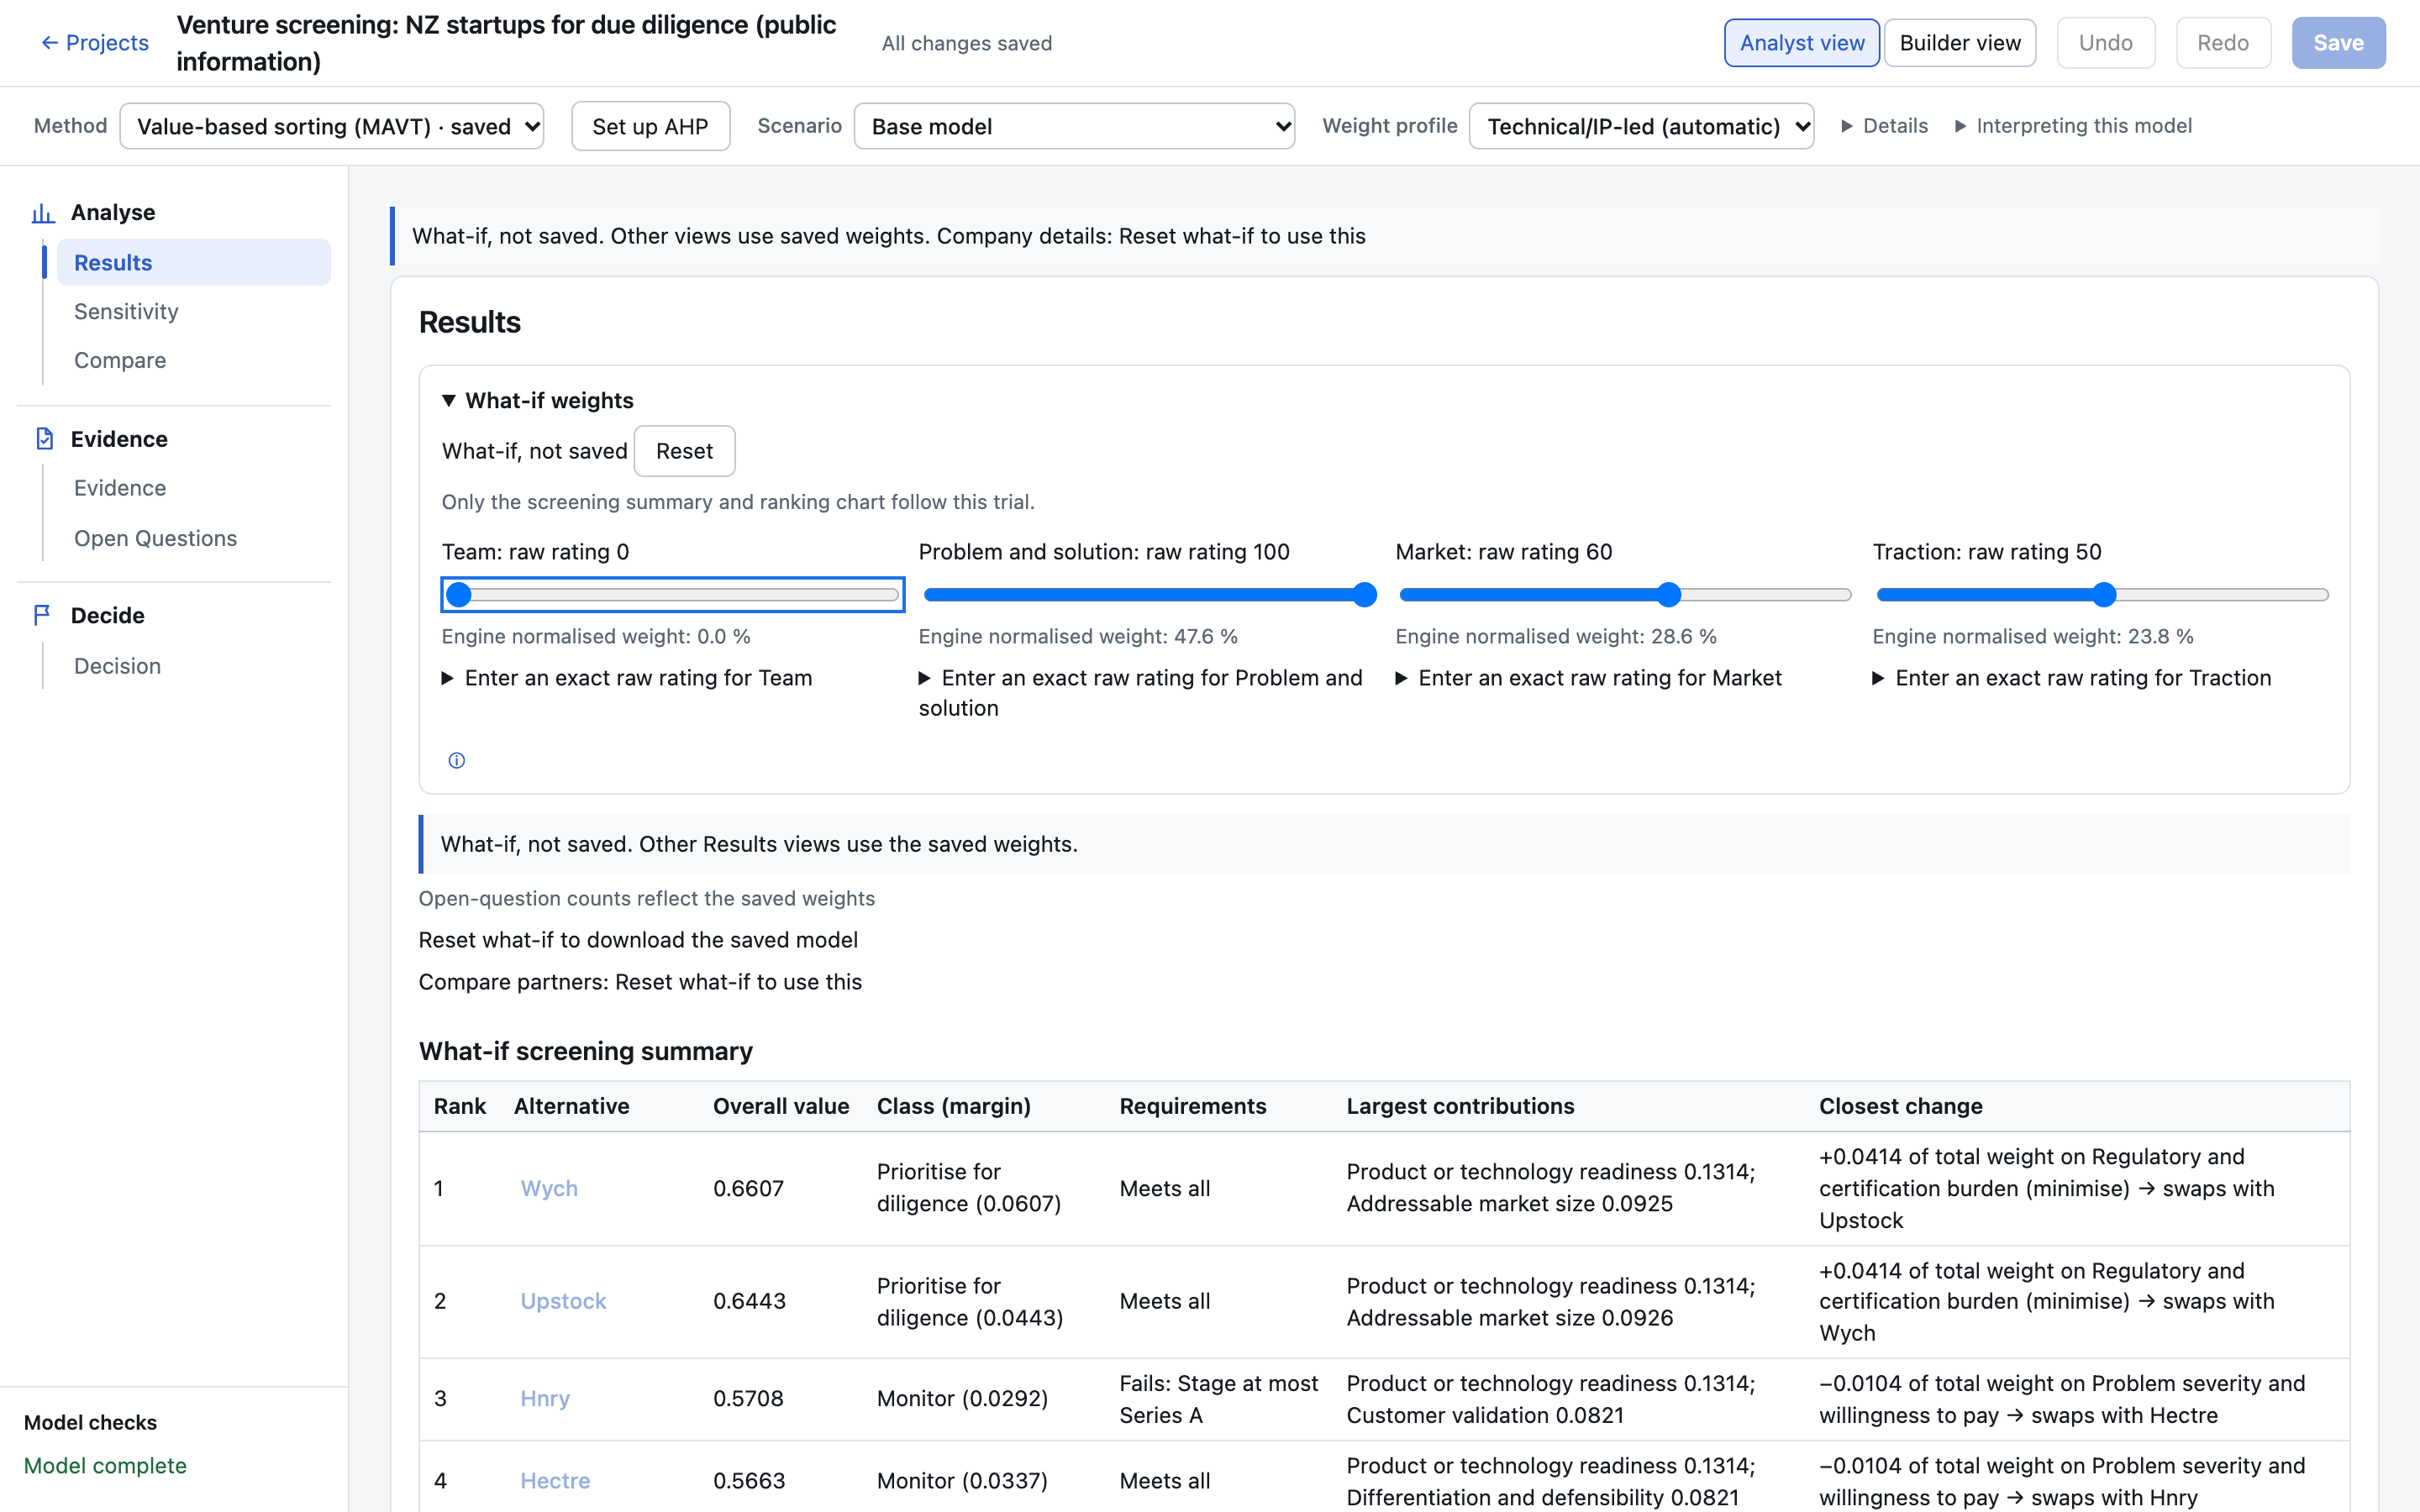 ← Projects
Venture screening: NZ startups for due diligence (public
information)
All changes saved
Analyst view
Builder view
Undo
Redo
Save
Method
Value-based sorting (MAVT) · saved
Set up AHP
Scenario
Base model
Weight profile
Technical/IP-led (automatic)
▶ Details
▶ Interpreting this model
Analyse
Results
Sensitivity
Compare
Evidence
Evidence
Open Questions
Decide
Decision
Model checks
Model complete
What-if, not saved. Other views use saved weights. Company details: Reset what-if to use this
Results
▼ What-if weights
What-if, not saved
Reset
Only the screening summary and ranking chart follow this trial.
Team: raw rating 0
Engine normalised weight: 0.0 %
▶ Enter an exact raw rating for Team
Problem and solution: raw rating 100
Engine normalised weight: 47.6 %
▶ Enter an exact raw rating for Problem and
solution
Market: raw rating 60
Engine normalised weight: 28.6 %
▶ Enter an exact raw rating for Market
Traction: raw rating 50
Engine normalised weight: 23.8 %
▶ Enter an exact raw rating for Traction
What-if, not saved. Other Results views use the saved weights.
Open-question counts reflect the saved weights
Reset what-if to download the saved model
Compare partners: Reset what-if to use this
What-if screening summary
Rank Alternative Overall value Class (margin) Requirements Largest contributions Closest change
1
Wych
0.6607
Prioritise for
diligence (0.0607)
Meets all
Product or technology readiness 0.1314;
Addressable market size 0.0925
+0.0414 of total weight on Regulatory and
certification burden (minimise) → swaps with
Upstock
2
Upstock
0.6443
Prioritise for
diligence (0.0443)
Meets all
Product or technology readiness 0.1314;
Addressable market size 0.0926
+0.0414 of total weight on Regulatory and
certification burden (minimise) → swaps with
Wych
3
Hnry
0.5708
Monitor (0.0292)
Fails: Stage at most
Series A
Product or technology readiness 0.1314;
Customer validation 0.0821
−0.0104 of total weight on Problem severity and
willingness to pay → swaps with Hectre
4
Hectre
0.5663
Monitor (0.0337)
Meets all
Product or technology readiness 0.1314;
Differentiation and defensibility 0.0821
−0.0104 of total weight on Problem severity and
willingness to pay → swaps with Hnry